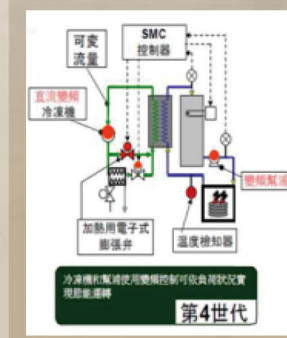 可變
流量
SMC
控制器
直流變頻
冷凍機
變頻幫浦
加熱用電子式
膨張弁
溫度檢知器
冷凍機和幫浦使用變頻控制可依負荷狀況實
現節能運轉
第4世代